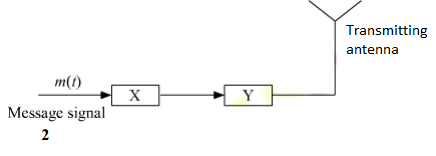 Transmitting
antenna
m(t)
X
Y
Message signal
2